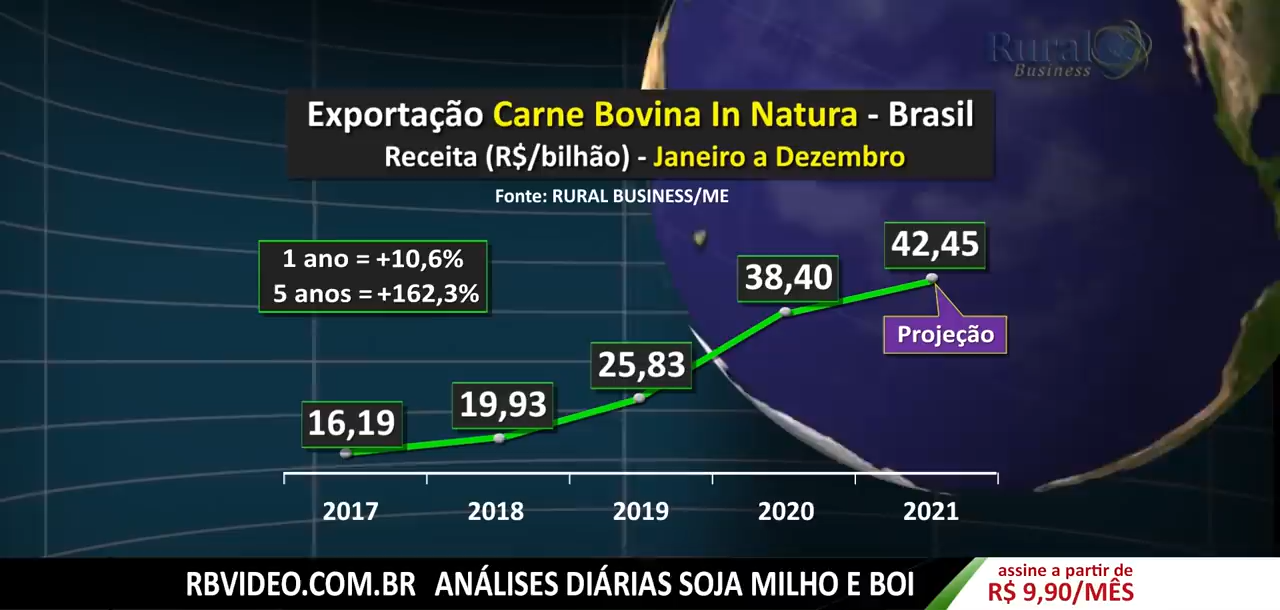 Rural
Business
Exportação Carne Bovina In Natura - Brasil
Receita (R$/bilhão) - Janeiro a Dezembro
Fonte: RURAL BUSINESS/ME
1 ano = +10,6%
5 anos = +162,3%
16,19
19,93
25,83
38,40
42,45
Projeção
2017 2018 2019 2020 2021
RBVIDEO.COM.BR ANÁLISES DIÁRIAS SOJA MILHO E BOI
assine a partir de
R$ 9,90/MÊS